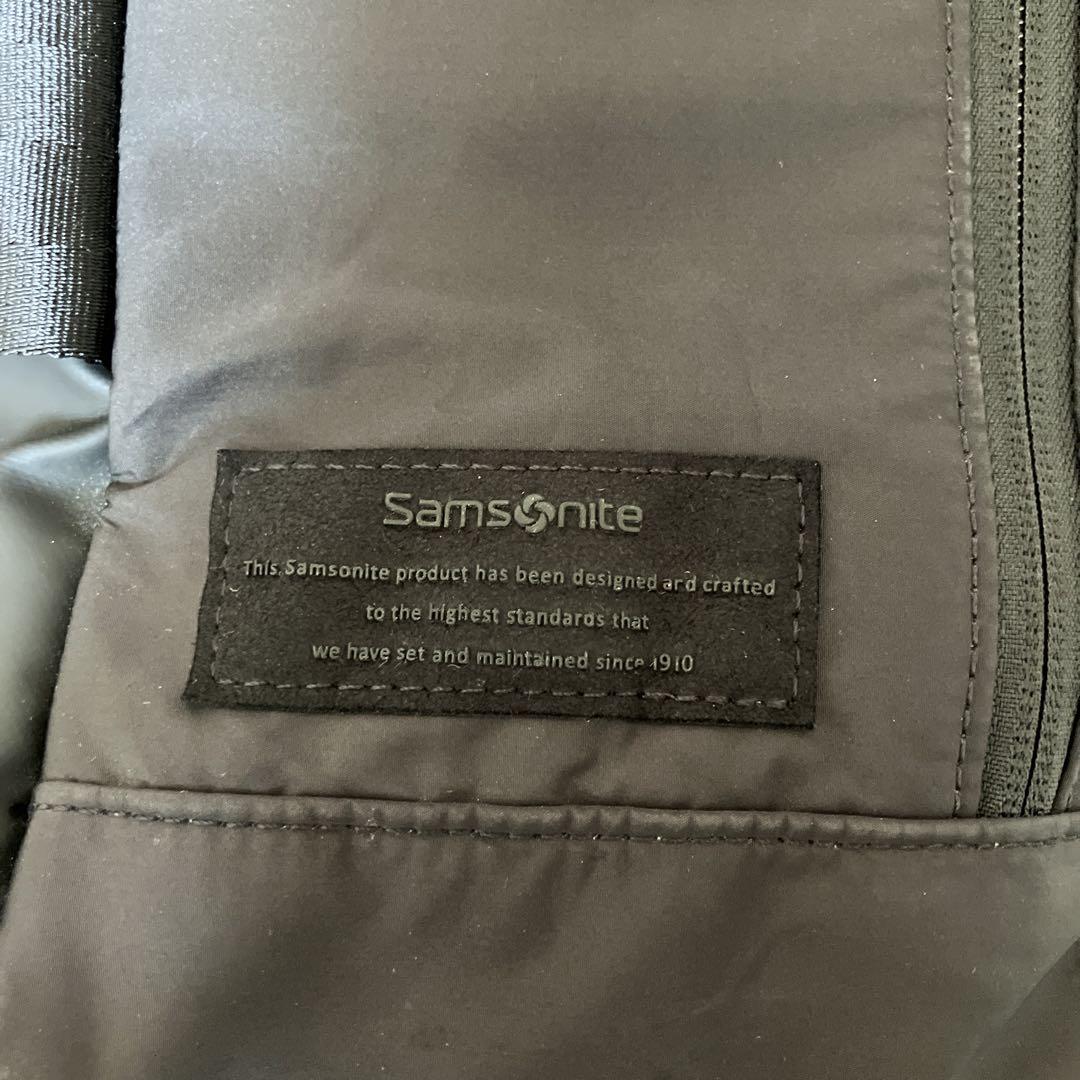 Samsonite
This Samsonite product has been designed and crafted
to the highest standards that
we have set and maintained since 1910